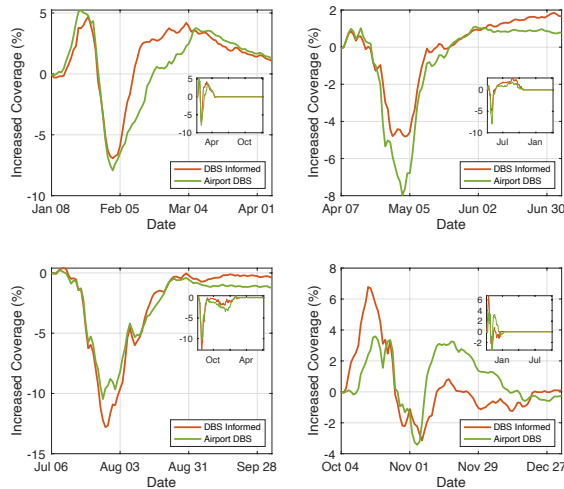 5
0
-5
-10
Increased Coverage (%)
Jan 08
Feb 05
Mar 04
Apr 01
Date
5
0
-5
-10
Apr
Oct
DBS Informed
Airport DBS
2
0
-2
-4
-6
-8
Increased Coverage (%)
Apr 07
May 05
Jun 02
Jun 30
Date
0
-5
-10
Jul
Jan
DBS Informed
Airport DBS
0
-5
-10
-15
Increased Coverage (%)
Jul 06
Aug 03
Aug 31
Sep 28
Date
0
-5
-10
Oct
Apr
DBS Informed
Airport DBS
8
6
4
2
0
-2
-4
Increased Coverage (%)
Oct 04
Nov 01
Nov 29
Dec 27
Date
6
4
2
0
-2
Jan
Jul
DBS Informed
Airport DBS